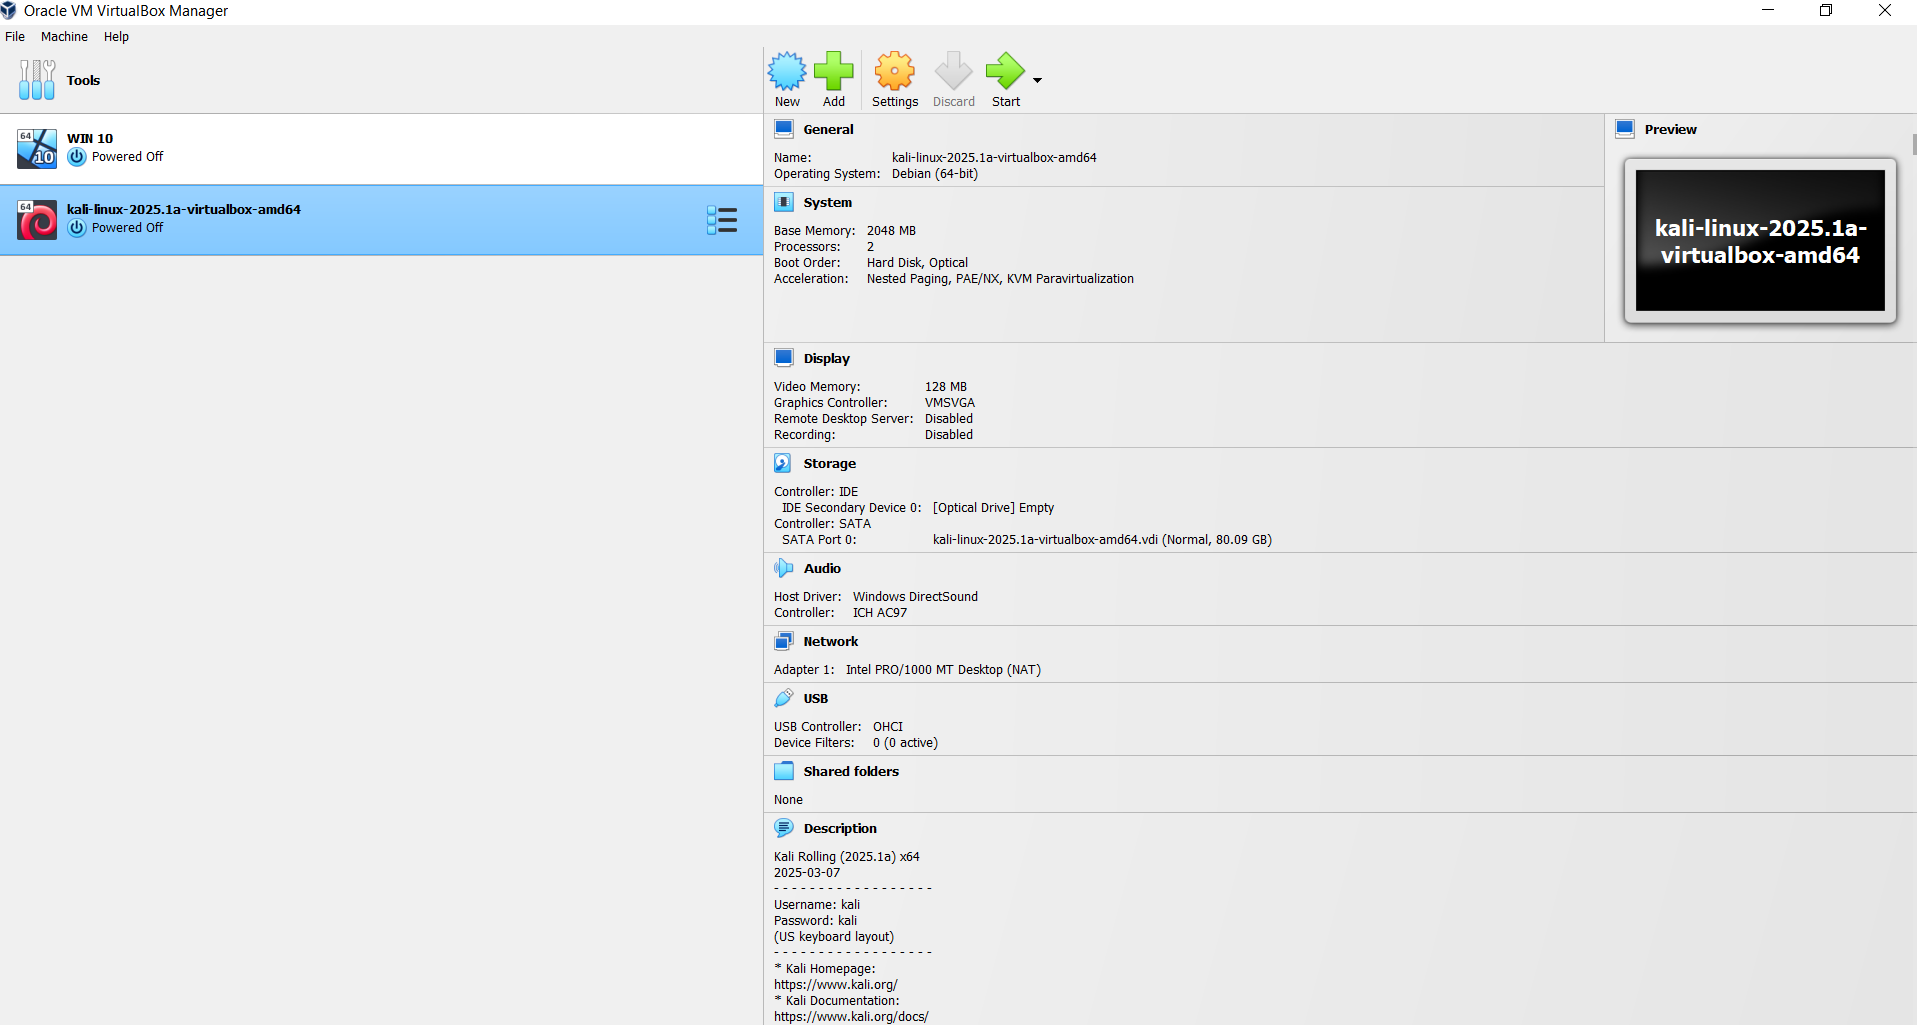 Oracle VM VirtualBox Manager
File Machine Help
Tools
New Add Settings Discard Start
64
10
WIN 10
Powered Off
64
kali-linux-2025.1a-virtualbox-amd64
Powered Off
General
Name: kali-linux-2025.1a-virtualbox-amd64
Operating System: Debian (64-bit)
Preview
kali-linux-2025.1a-
virtualbox-amd64
System
Base Memory: 2048 MB
Processors: 2
Boot Order: Hard Disk, Optical
Acceleration: Nested Paging, PAE/NX, KVM Paravirtualization
Display
Video Memory: 128 MB
Graphics Controller: VMSVGA
Remote Desktop Server: Disabled
Recording: Disabled
Storage
Controller: IDE
IDE Secondary Device 0: [Optical Drive] Empty
Controller: SATA
SATA Port 0: kali-linux-2025.1a-virtualbox-amd64.vdi (Normal, 80.09 GB)
Audio
Host Driver: Windows DirectSound
Controller: ICH AC97
Network
Adapter 1: Intel PRO/1000 MT Desktop (NAT)
USB
USB Controller: OHCI
Device Filters: 0 (0 active)
Shared folders
None
Description
Kali Rolling (2025.1a) x64
2025-03-07
- - - - - - - - - - - - - - - - - -
Username: kali
Password: kali
(US keyboard layout)
- - - - - - - - - - - - - - - - - -
* Kali Homepage:
https://www.kali.org/
* Kali Documentation:
https://www.kali.org/docs/